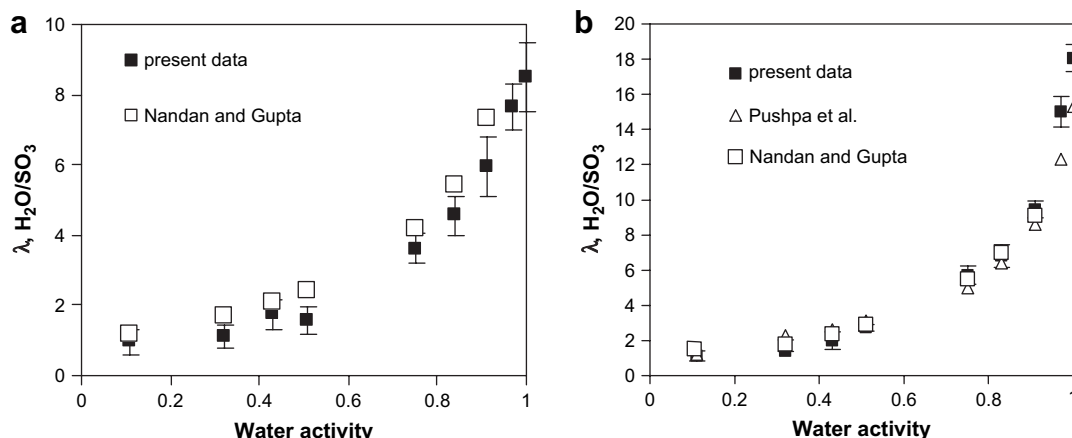 a
10
8
6
4
2
0
λ, H₂O/SO₃
present data
Nandan and Gupta
0
0.2
0.4
0.6
0.8
1
Water activity
b
20
18
16
14
12
10
8
6
4
2
0
λ, H₂O/SO₃
present data
Pushpa et al.
Nandan and Gupta
0
0.2
0.4
0.6
0.8
1
Water activity